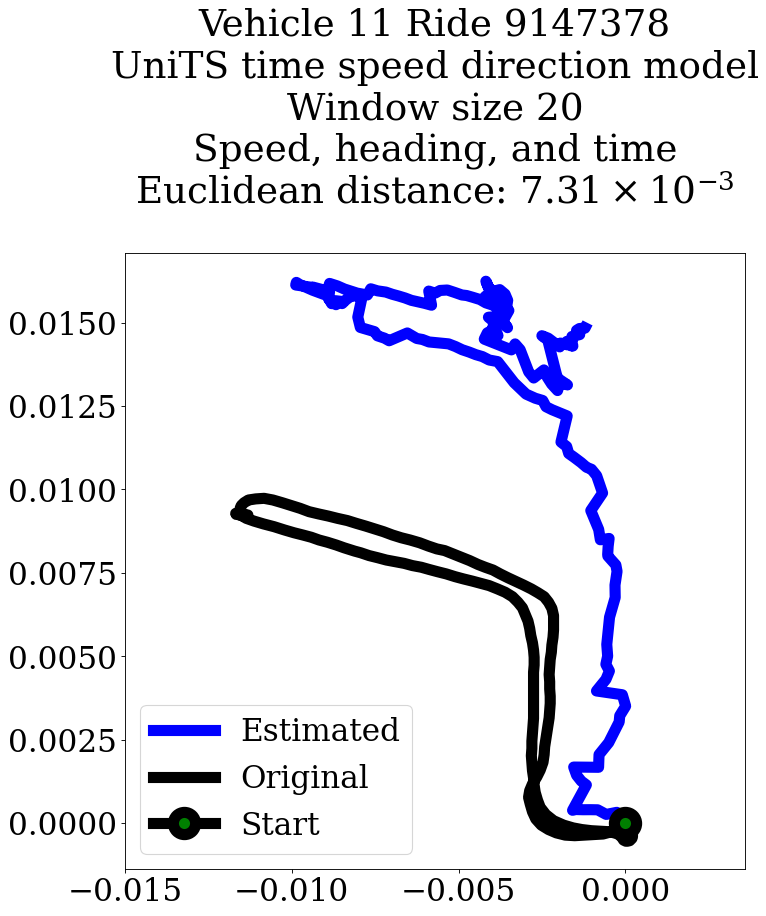 Vehicle 11 Ride 9147378
UniTS time speed direction model
Window size 20
Speed, heading, and time
Euclidean distance: 7.31 × 10⁻³
0.0150
0.0125
0.0100
0.0075
0.0050
0.0025
0.0000
Estimated
Original
Start
−0.015 −0.010 −0.005 0.000